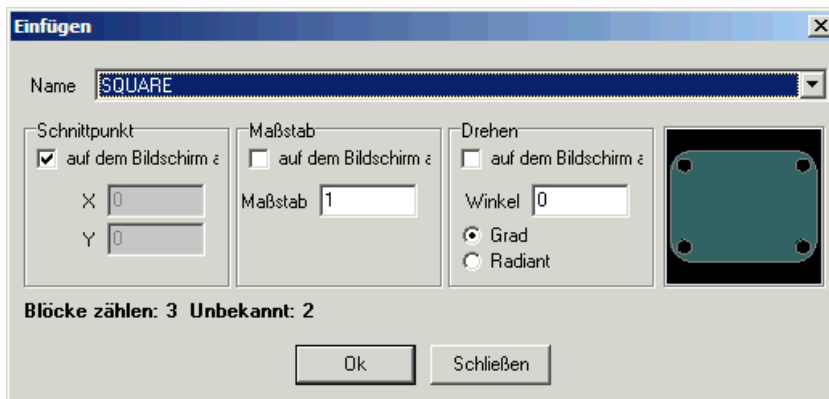 Einfügen
Name SQUARE
Schnittpunkt
auf dem Bildschirm a
X 0
Y 0
Maßstab
auf dem Bildschirm a
Maßstab 1
Drehen
auf dem Bildschirm a
Winkel 0
Grad
Radiant
Blöcke zählen: 3 Unbekannt: 2
Ok
Schließen